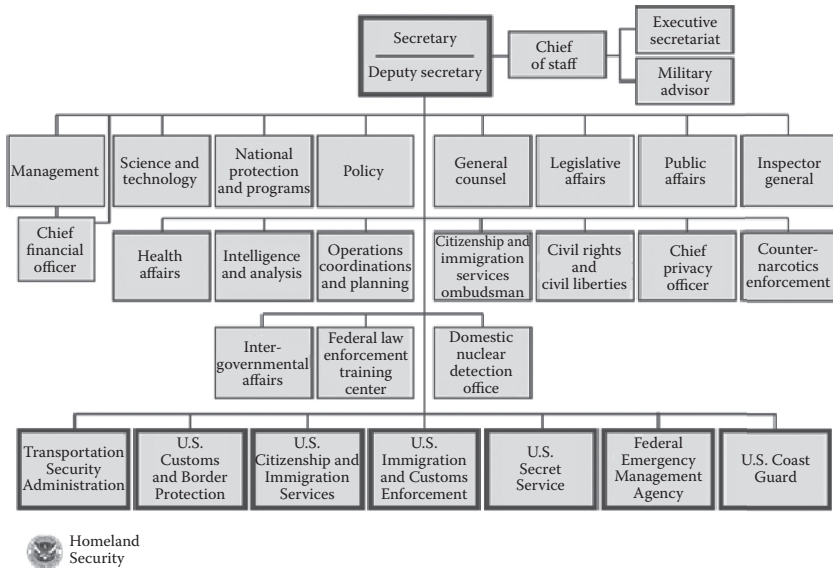 Secretary
Deputy secretary
Chief
of staff
Executive
secretariat
Military
advisor
Management
Science and
technology
National
protection
and programs
Policy
General
counsel
Legislative
affairs
Public
affairs
Inspector
general
Chief
financial
officer
Health
affairs
Intelligence
and analysis
Operations
coordinations
and planning
Citizenship and
immigration
services
ombudsman
Civil rights
and
civil liberties
Chief
privacy
officer
Counter-
narcotics
enforcement
Inter-
governmental
affairs
Federal law
enforcement
training
center
Domestic
nuclear
detection
office
Transportation
Security
Administration
U.S.
Customs
and Border
Protection
U.S.
Citizenship and
Immigration
Services
U.S.
Immigration
and Customs
Enforcement
U.S.
Secret
Service
Federal
Emergency
Management
Agency
U.S. Coast
Guard
Homeland
Security